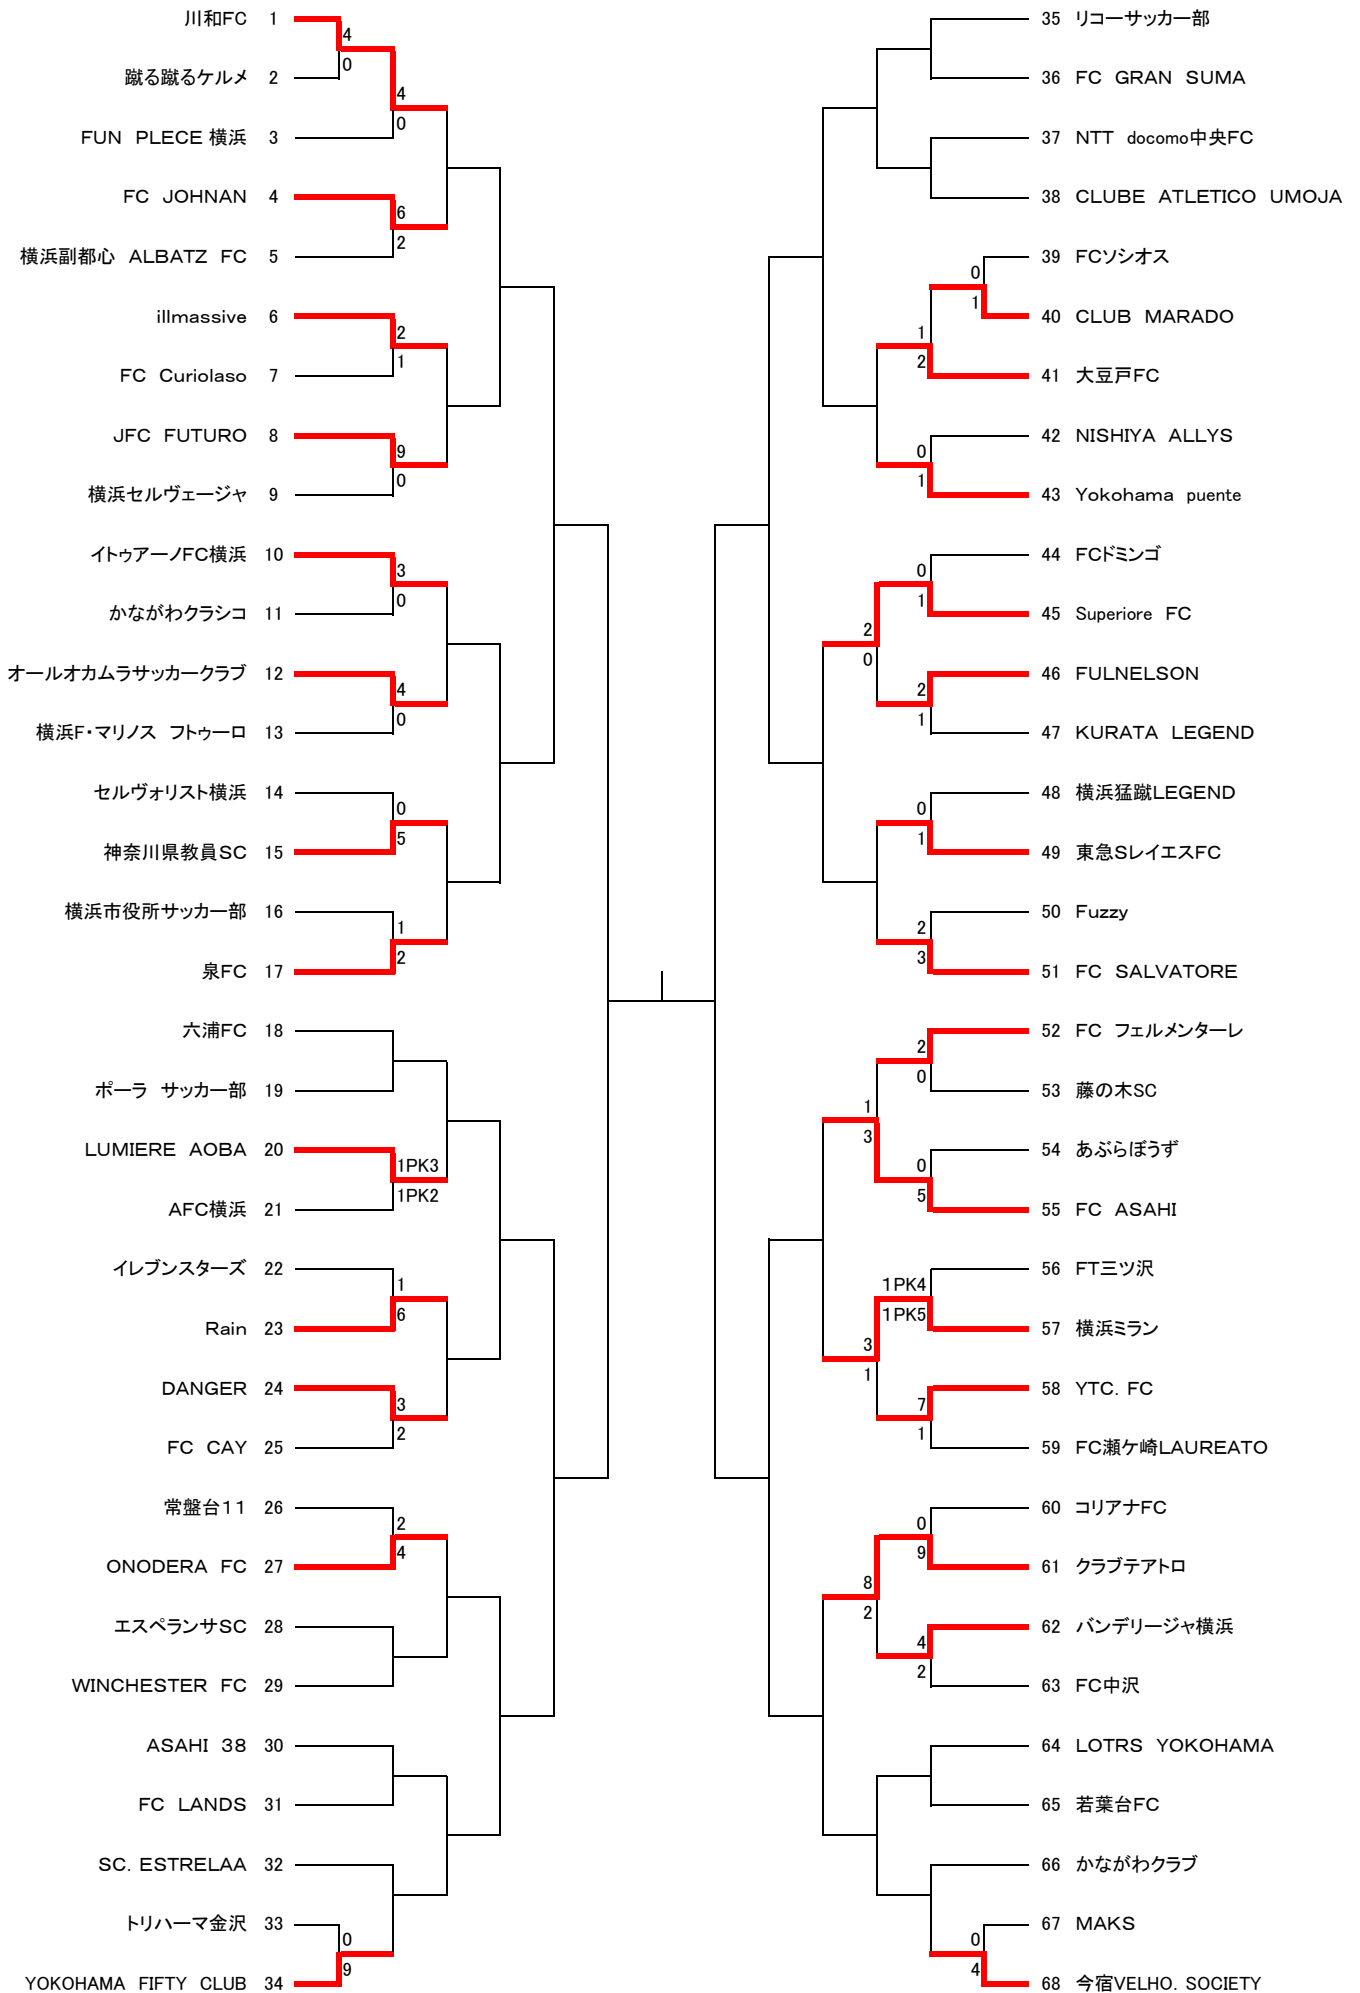 川和FC 1
4
0
蹴る蹴るケルメ 2
4
0
FUN PLECE 横浜 3
FC JOHNAN 4
6
2
横浜副都心 ALBATZ FC 5
illmassive 6
2
1
FC Curiolaso 7
JFC FUTURO 8
9
0
横浜セルヴェージャ 9
イトゥアーノFC横浜 10
3
0
かながわクラシコ 11
オールオカムラサッカークラブ 12
4
0
横浜F・マリノス フトゥーロ 13
セルヴォリスト横浜 14
0
5
神奈川県教員SC 15
横浜市役所サッカー部 16
1
2
泉FC 17
六浦FC 18
ポーラ サッカー部 19
LUMIERE AOBA 20
1PK3
1PK2
AFC横浜 21
イレブンスターズ 22
1
6
Rain 23
DANGER 24
3
2
FC CAY 25
常盤台11 26
2
4
ONODERA FC 27
エスペランサSC 28
WINCHESTER FC 29
ASAHI 38 30
FC LANDS 31
SC. ESTRELAA 32
トリハーマ金沢 33
0
9
YOKOHAMA FIFTY CLUB 34
35 リコーサッカー部
36 FC GRAN SUMA
37 NTT docomo中央FC
38 CLUBE ATLETICO UMOJA
39 FCソシオス
0
1
40 CLUB MARADO
1
2
41 大豆戸FC
42 NISHIYA ALLYS
0
1
43 Yokohama puente
44 FCドミンゴ
0
1
45 Superiore FC
2
0
46 FULNELSON
2
1
47 KURATA LEGEND
48 横浜猛蹴LEGEND
0
1
49 東急SレイエスFC
50 Fuzzy
2
3
51 FC SALVATORE
52 FC フェルメンターレ
2
0
53 藤の木SC
1
3
54 あぶらぼうず
0
5
55 FC ASAHI
56 FT三ツ沢
1PK4
1PK5
57 横浜ミラン
3
1
58 YTC. FC
7
1
59 FC瀬ケ崎LAUREATO
60 コリアナFC
0
9
61 クラブテアトロ
8
2
62 バンデリージャ横浜
4
2
63 FC中沢
64 LOTRS YOKOHAMA
65 若葉台FC
66 かながわクラブ
67 MAKS
0
4
68 今宿VELHO. SOCIETY